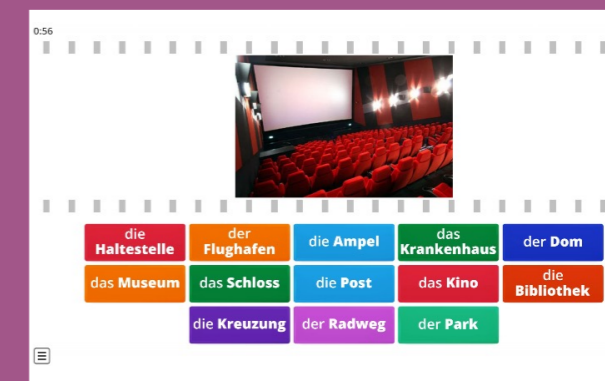 0:56
die
Haltestelle
der
Flughafen
die Ampel
das
Krankenhaus
der Dom
das Museum
das Schloss
die Post
das Kino
die
Bibliothek
die Kreuzung
der Radweg
der Park